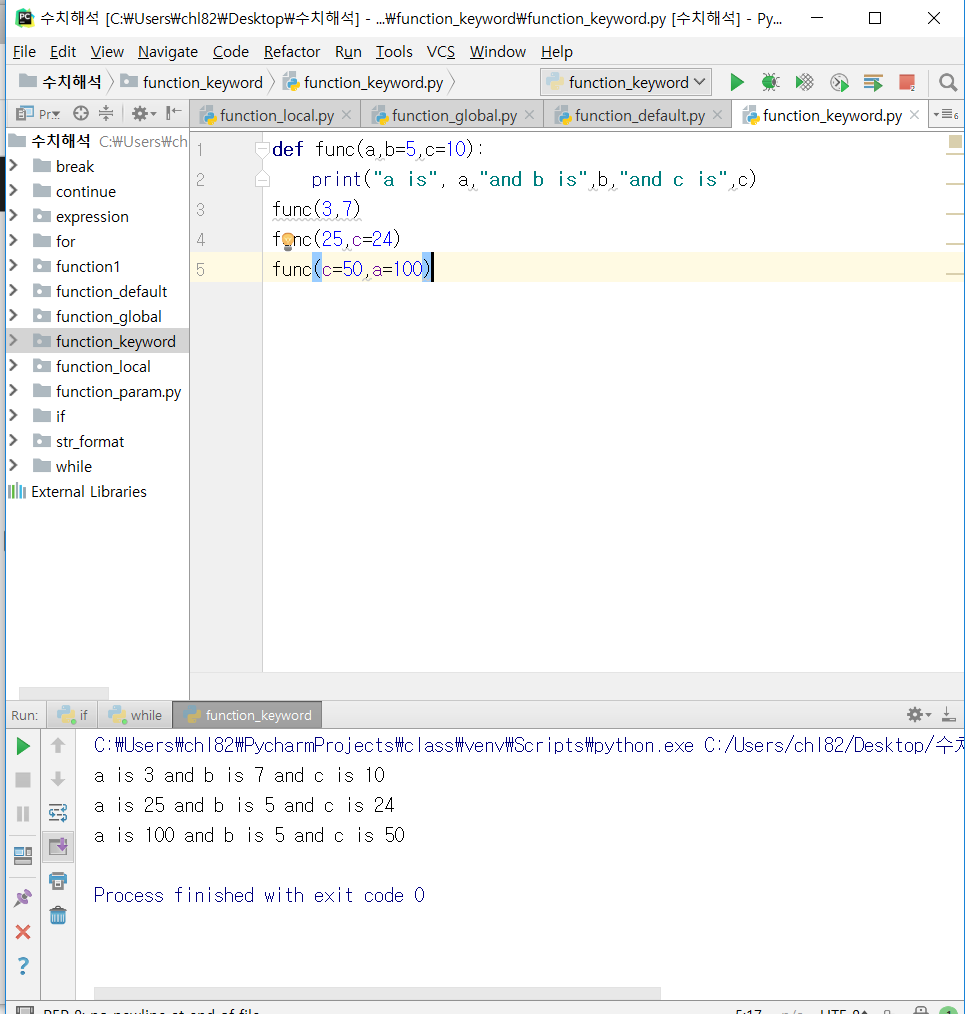 수치해석 [C:₩Users₩chl82₩Desktop₩수치해석] - ...₩function_keyword₩function_keyword.py [수치해석] - Py...
File Edit View Navigate Code Refactor Run Tools VCS Window Help
수치해석 function_keyword function_keyword.py function_keyword
Pr function_local.py function_global.py function_default.py function_keyword.py 6
수치해석 C:₩Users₩ch
break
continue
expression
for
function1
function_default
function_global
function_keyword
function_local
function_param.py
if
str_format
while
External Libraries
1 def func(a,b=5,c=10):
2 print("a is", a,"and b is",b,"and c is",c)
3 func(3,7)
4 func(25,c=24)
5 func(c=50,a=100)
Run: if while function_keyword
C:₩Users₩chl82₩PycharmProjects₩class₩venv₩Scripts₩python.exe C:/Users/chl82/Desktop/수치
a is 3 and b is 7 and c is 10
a is 25 and b is 5 and c is 24
a is 100 and b is 5 and c is 50
Process finished with exit code 0
PEP 8: no newline at end of file 5:17 n/a UTF-8